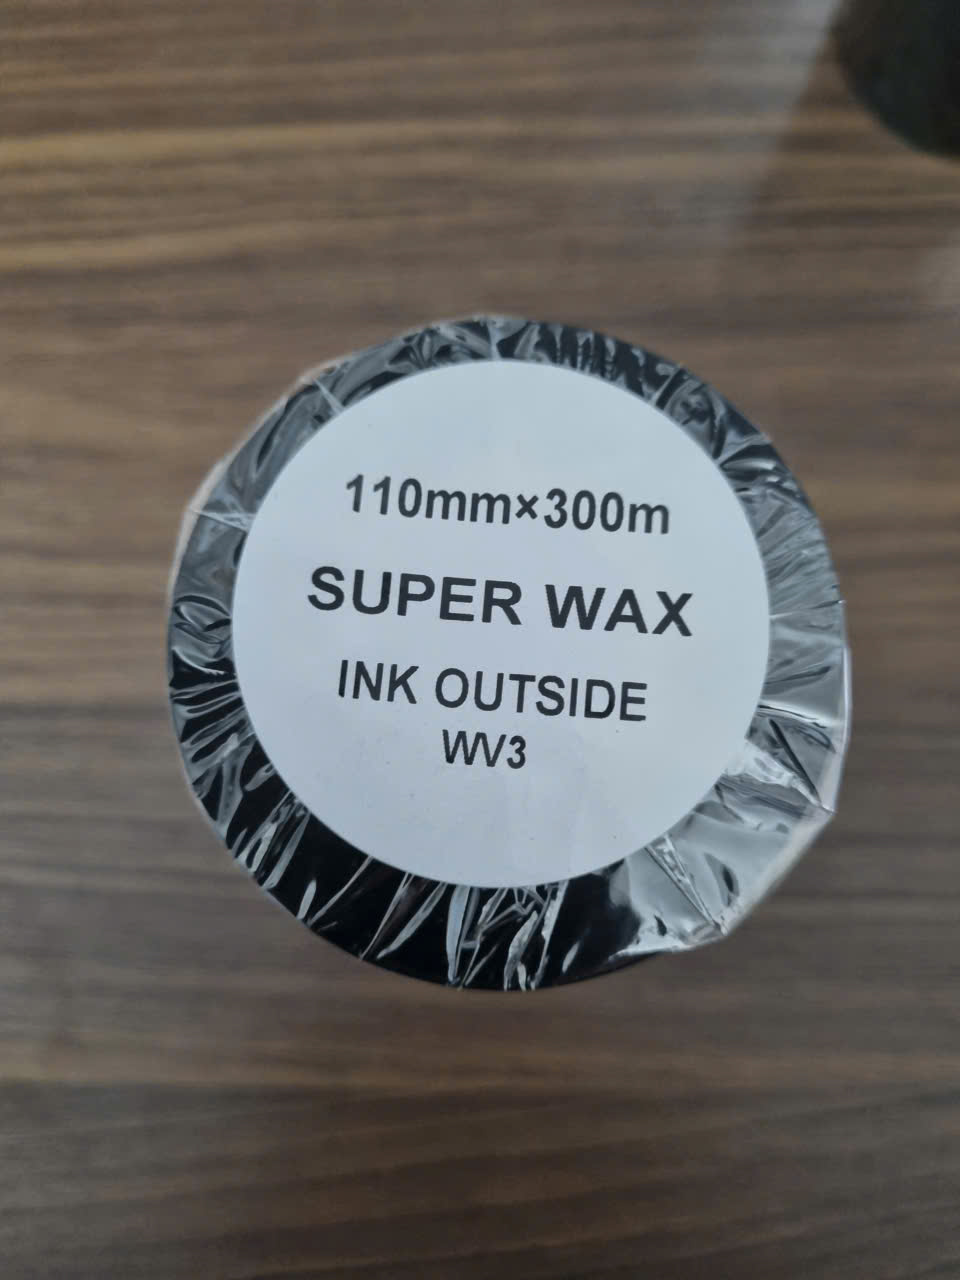 110mm×300m
SUPER WAX
INK OUTSIDE
WV3